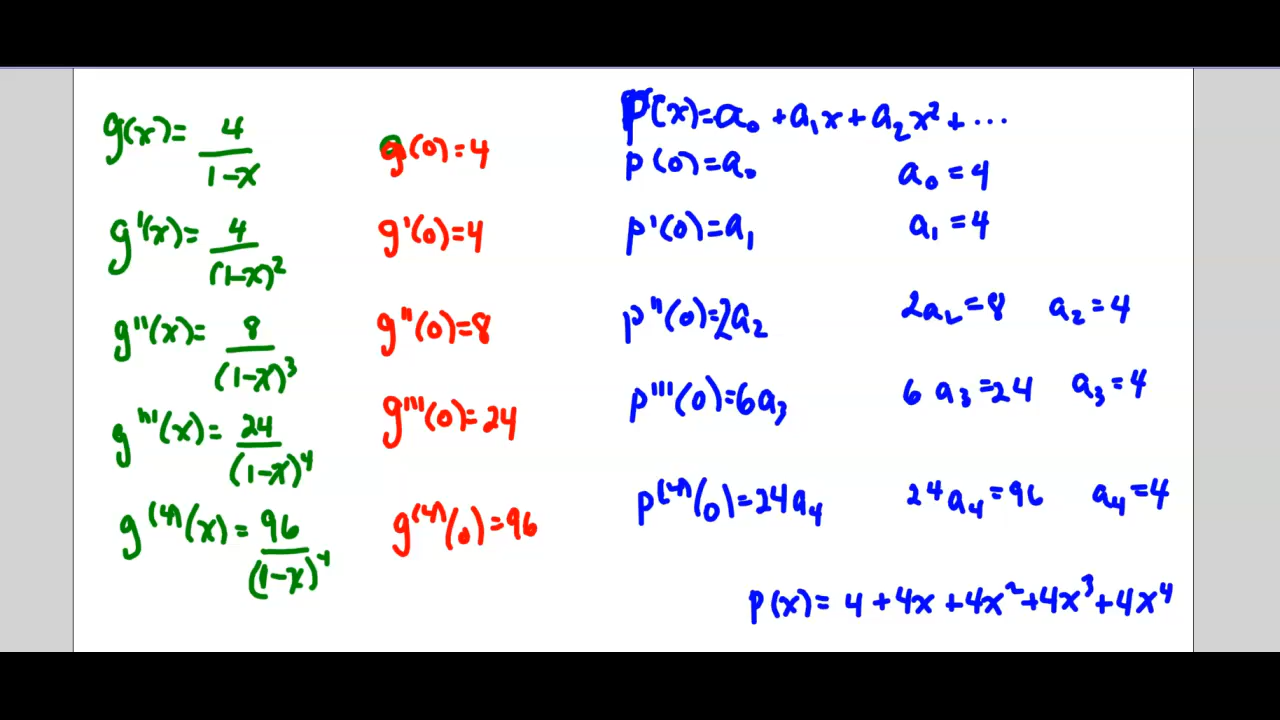 g(x) = 4/(1-x)    g(0) = 4    P(x) = a₀ + a₁x + a₂x² + ...
p(0) = a₀    a₀ = 4
g'(x) = 4/(1-x)²    g'(0) = 4    p'(0) = a₁    a₁ = 4
g''(x) = 8/(1-x)³    g''(0) = 8    p''(0) = 2a₂    2a₂ = 8    a₂ = 4
g'''(x) = 24/(1-x)⁴    g'''(0) = 24    p'''(0) = 6a₃    6a₃ = 24    a₃ = 4
g⁽⁴⁾(x) = 96/(1-x)⁴    g⁽⁴⁾(0) = 96    p⁽⁴⁾(0) = 24a₄    24a₄ = 96    a₄ = 4
p(x) = 4 + 4x + 4x² + 4x³ + 4x⁴